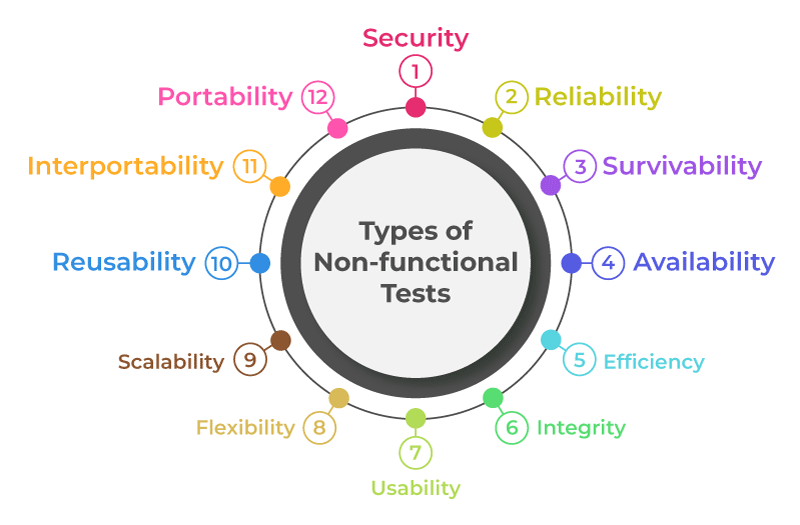 Security
1
2 Reliability
3 Survivability
4 Availability
5 Efficiency
6 Integrity
7
Usability
Flexibility 8
Scalability 9
Reusability 10
Interportability 11
Portability 12
Types of
Non-functional
Tests